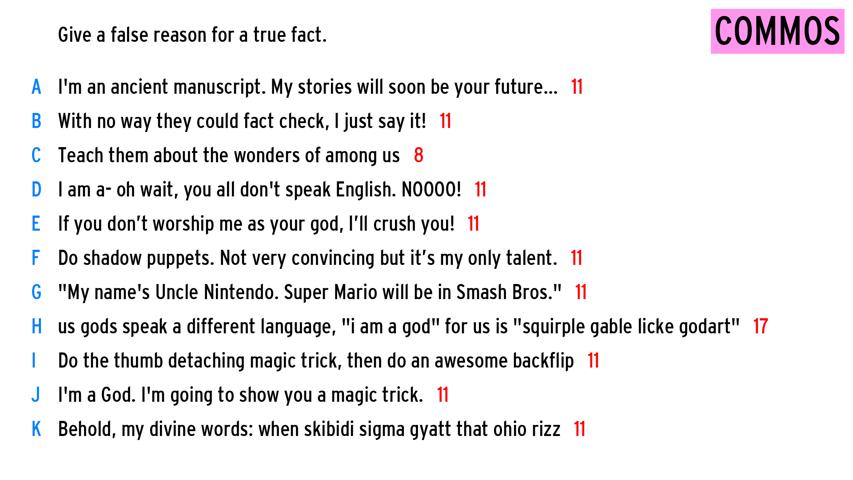 Give a false reason for a true fact.
COMMOS
A I'm an ancient manuscript. My stories will soon be your future... 11
B With no way they could fact check, I just say it! 11
C Teach them about the wonders of among us 8
D I am a- oh wait, you all don't speak English. NOOOO! 11
E If you don’t worship me as your god, I’ll crush you! 11
F Do shadow puppets. Not very convincing but it’s my only talent. 11
G "My name's Uncle Nintendo. Super Mario will be in Smash Bros." 11
H us gods speak a different language, "i am a god" for us is "squirple gable licke godart" 17
I Do the thumb detaching magic trick, then do an awesome backflip 11
J I'm a God. I'm going to show you a magic trick. 11
K Behold, my divine words: when skibidi sigma gyatt that ohio rizz 11